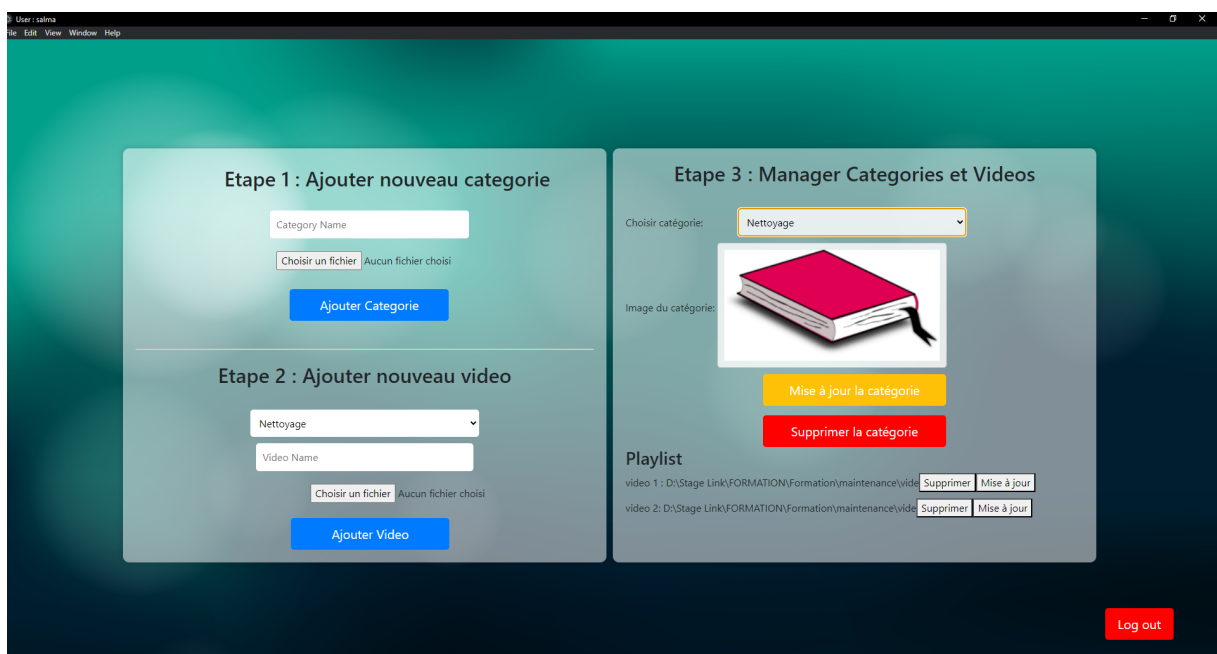 User : salma
File Edit View Window Help
Etape 1 : Ajouter nouveau categorie
Category Name
Choisir un fichier Aucun fichier choisi
Ajouter Categorie
Etape 2 : Ajouter nouveau video
Nettoyage
Video Name
Choisir un fichier Aucun fichier choisi
Ajouter Video
Etape 3 : Manager Categories et Videos
Choisir catégorie: Nettoyage
Image du catégorie:
Mise à jour la catégorie
Supprimer la catégorie
Playlist
video 1 : D:\Stage Link\FORMATION\Formation\maintenance\vide Supprimer Mise à jour
video 2: D:\Stage Link\FORMATION\Formation\maintenance\vide Supprimer Mise à jour
Log out